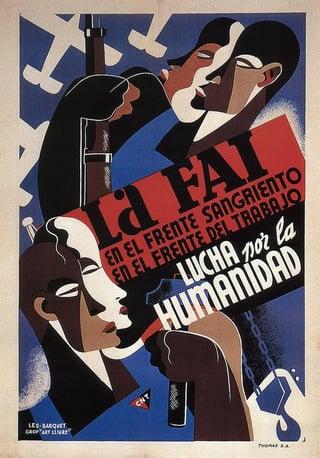 La FAI
EN EL FRENTE SANGRIENTO
EN EL FRENTE DEL TRABAJO
LUCHA por la
HUMANIDAD
CNT
LES-BARQUET
GRUP "ART LLIURE"
THOMAS S.A.